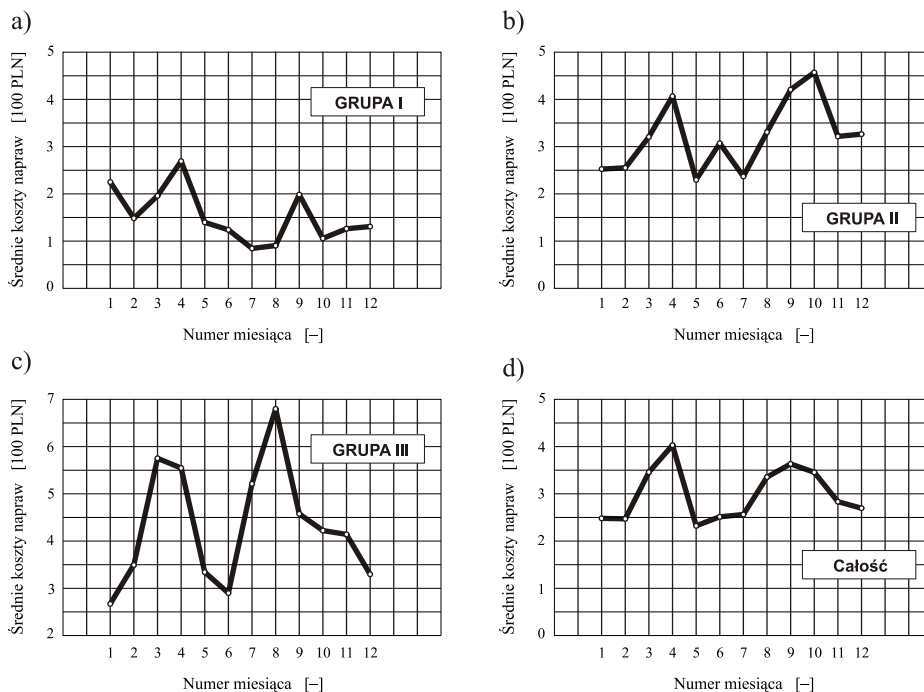 a)
Średnie koszty napraw [100 PLN]
5
4
3
2
1
0
GRUPA I
1 2 3 4 5 6 7 8 9 10 11 12
Numer miesiąca [–]
b)
Średnie koszty napraw [100 PLN]
5
4
3
2
1
0
GRUPA II
1 2 3 4 5 6 7 8 9 10 11 12
Numer miesiąca [–]
c)
Średnie koszty napraw [100 PLN]
7
6
5
4
3
2
GRUPA III
1 2 3 4 5 6 7 8 9 10 11 12
Numer miesiąca [–]
d)
Średnie koszty napraw [100 PLN]
5
4
3
2
1
0
Całość
1 2 3 4 5 6 7 8 9 10 11 12
Numer miesiąca [–]